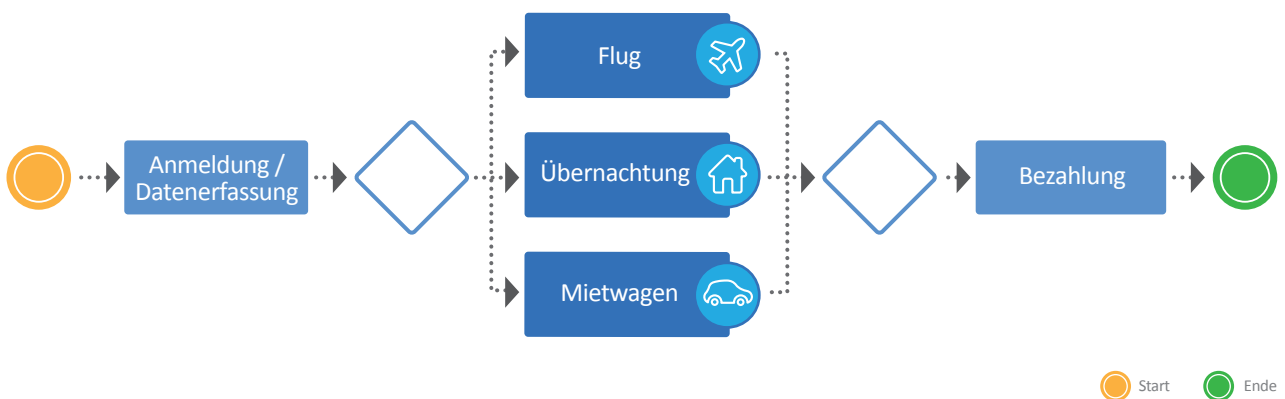 Flug
Anmeldung /
Datenerfassung
Übernachtung
Bezahlung
Mietwagen
Start
Ende